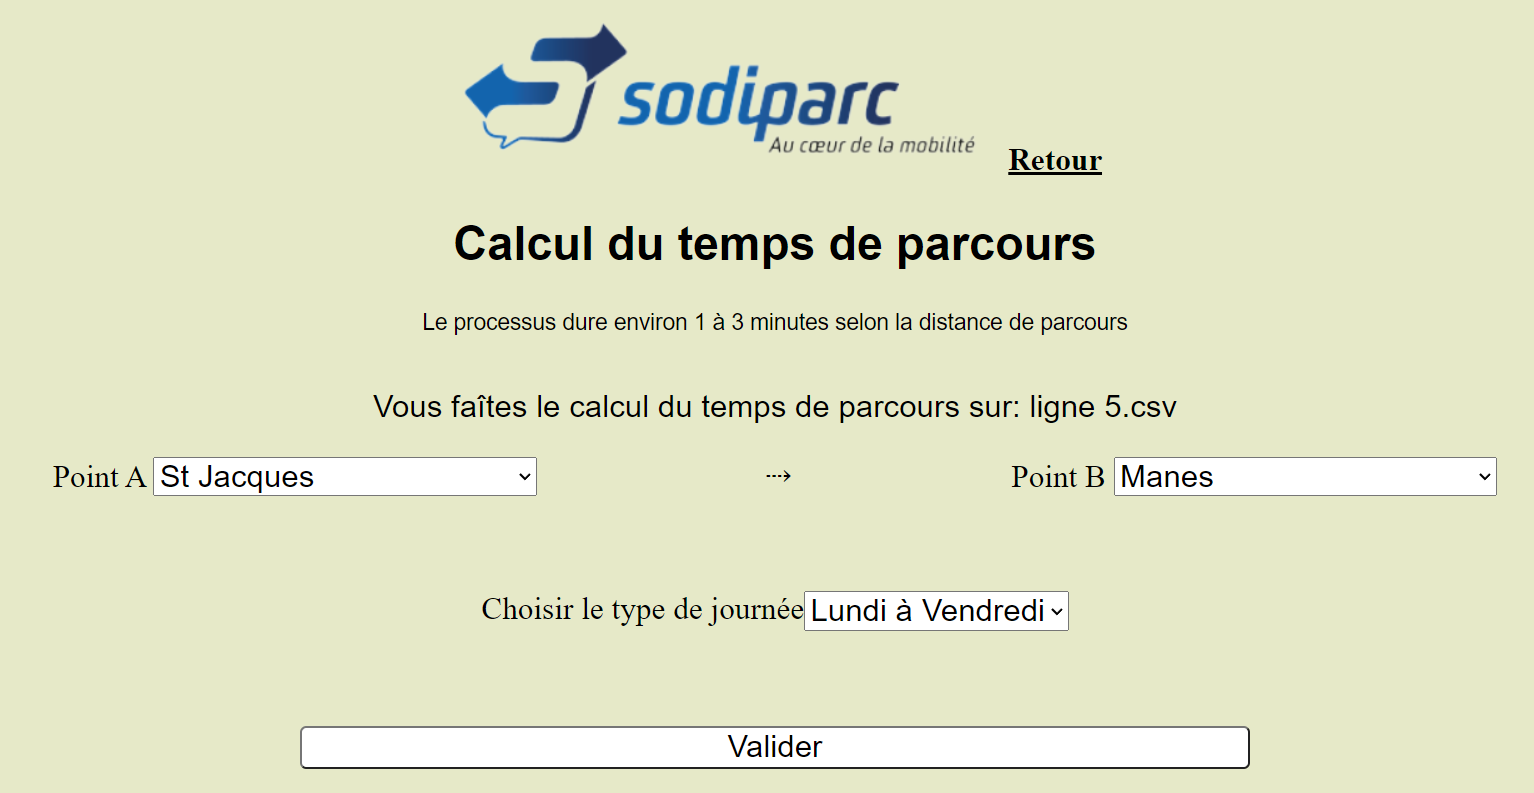 sodiparc
Au cœur de la mobilité
Retour
Calcul du temps de parcours
Le processus dure environ 1 à 3 minutes selon la distance de parcours
Vous faîtes le calcul du temps de parcours sur: ligne 5.csv
Point A St Jacques ⤏ Point B Manes
Choisir le type de journée Lundi à Vendredi
Valider